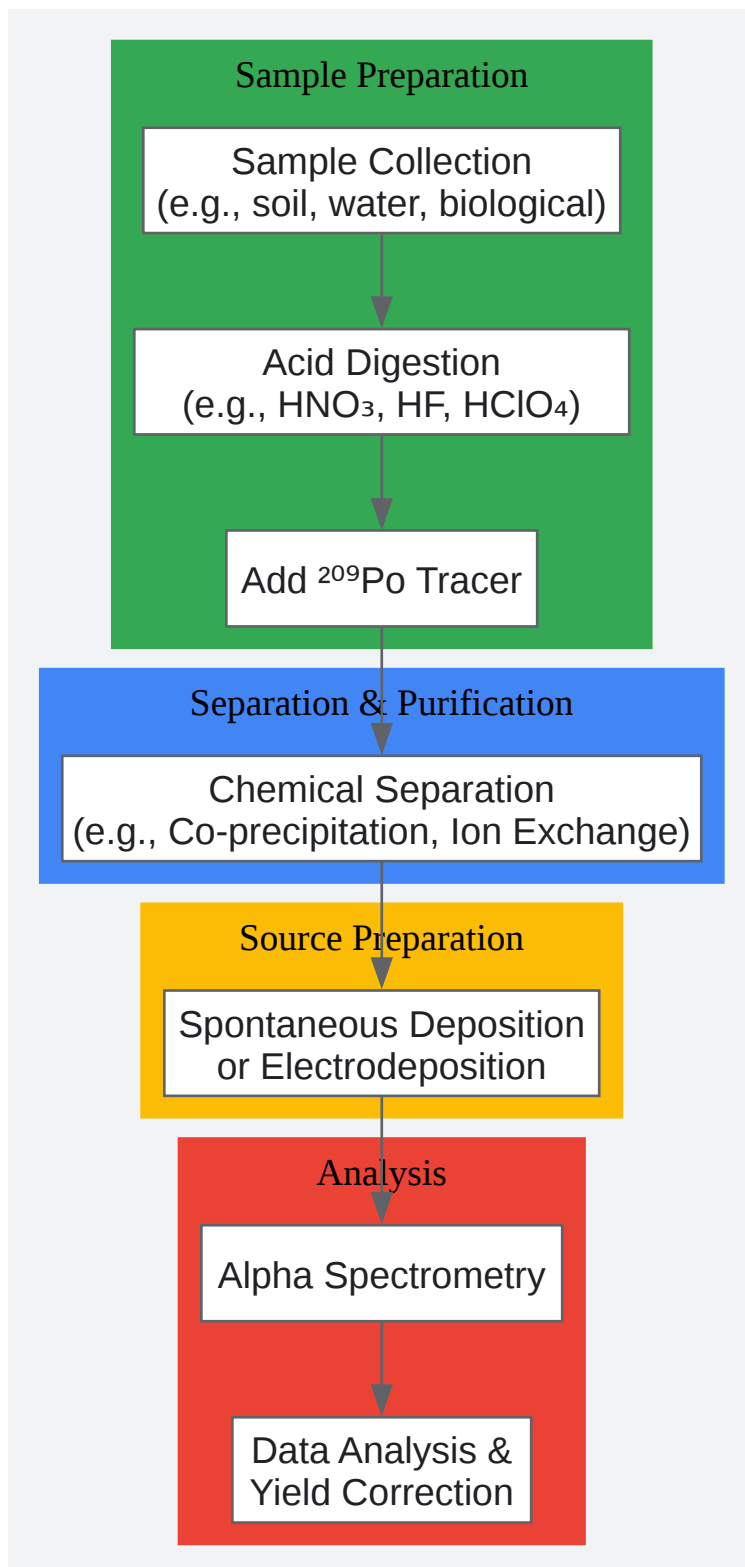 Sample Preparation
Sample Collection
(e.g., soil, water, biological)
Acid Digestion
(e.g., HNO₃, HF, HClO₄)
Add ²⁰⁹Po Tracer
Separation & Purification
Chemical Separation
(e.g., Co-precipitation, Ion Exchange)
Source Preparation
Spontaneous Deposition
or Electrodeposition
Analysis
Alpha Spectrometry
Data Analysis &
Yield Correction